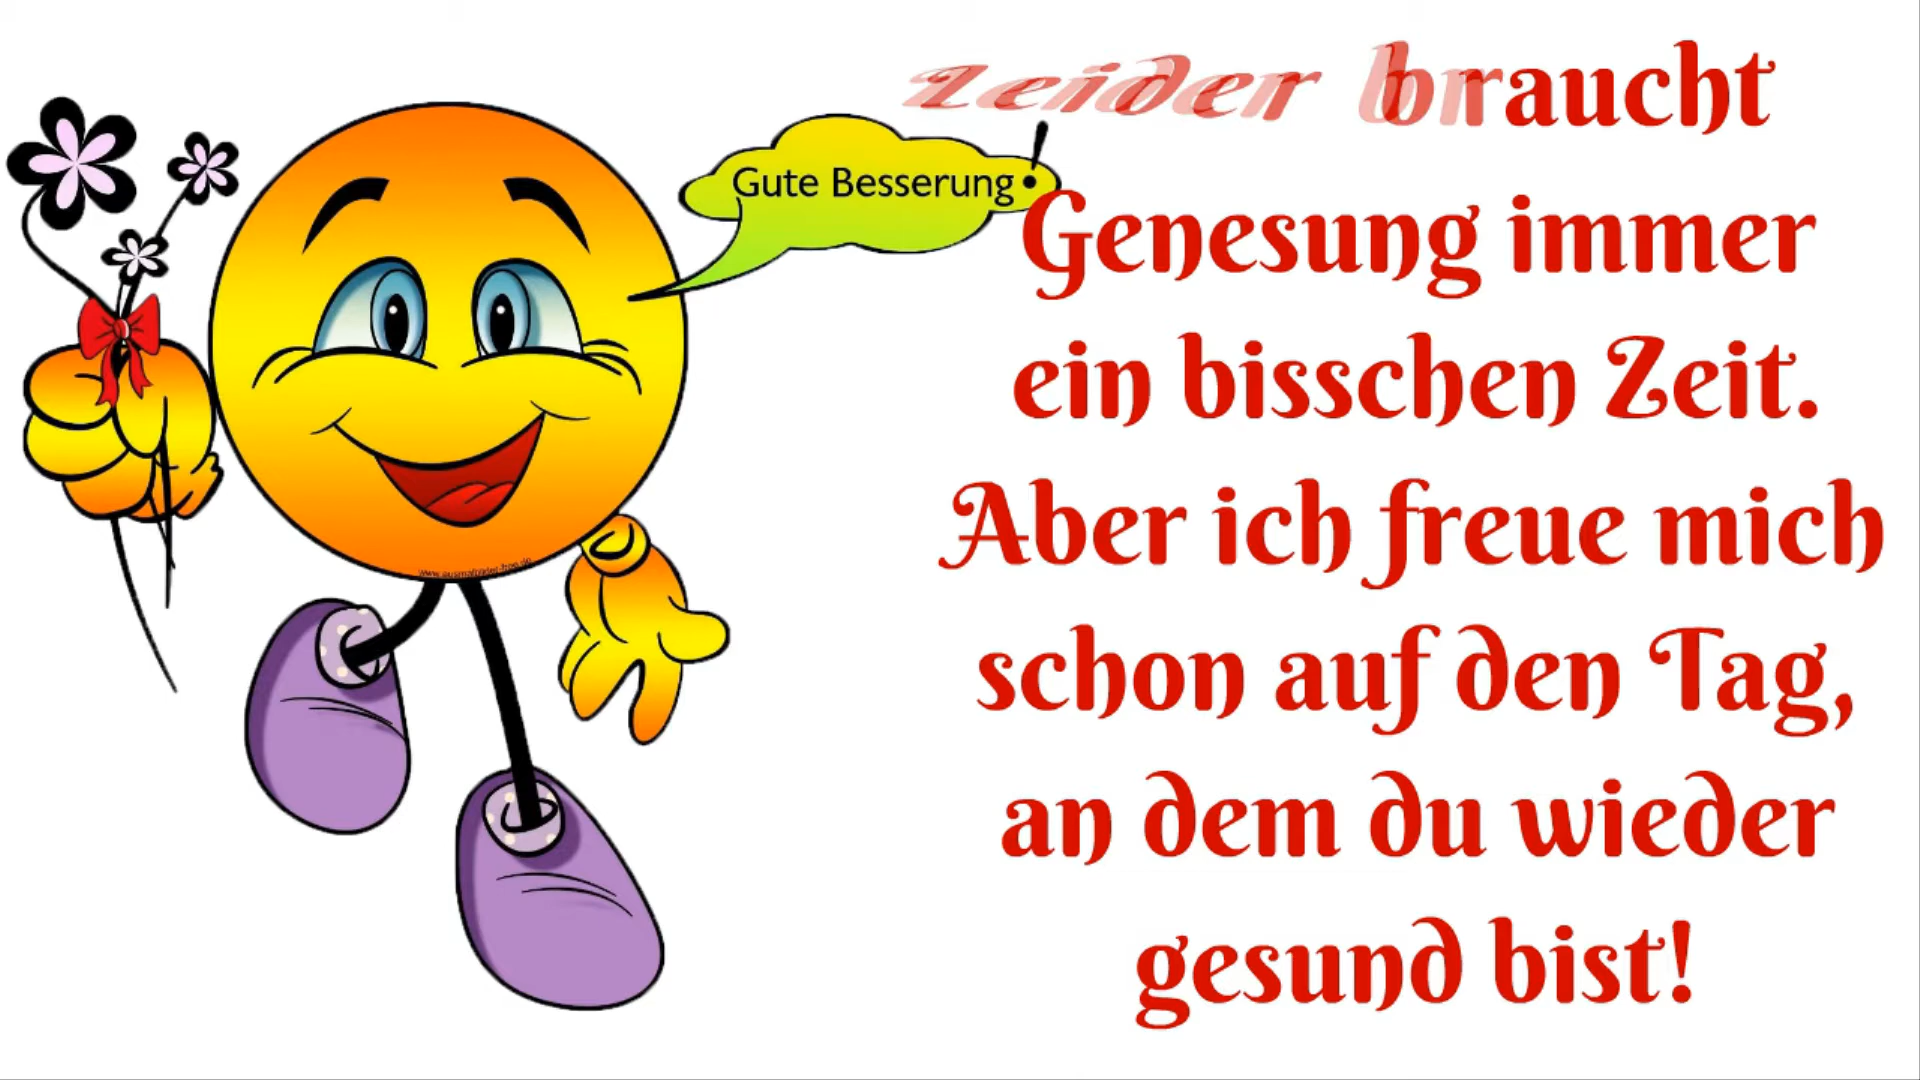 zeider braucht
Gute Besserung!
Genesung immer
ein bisschen Zeit.
Aber ich freue mich
schon auf den Tag,
an dem du wieder
gesund bist!